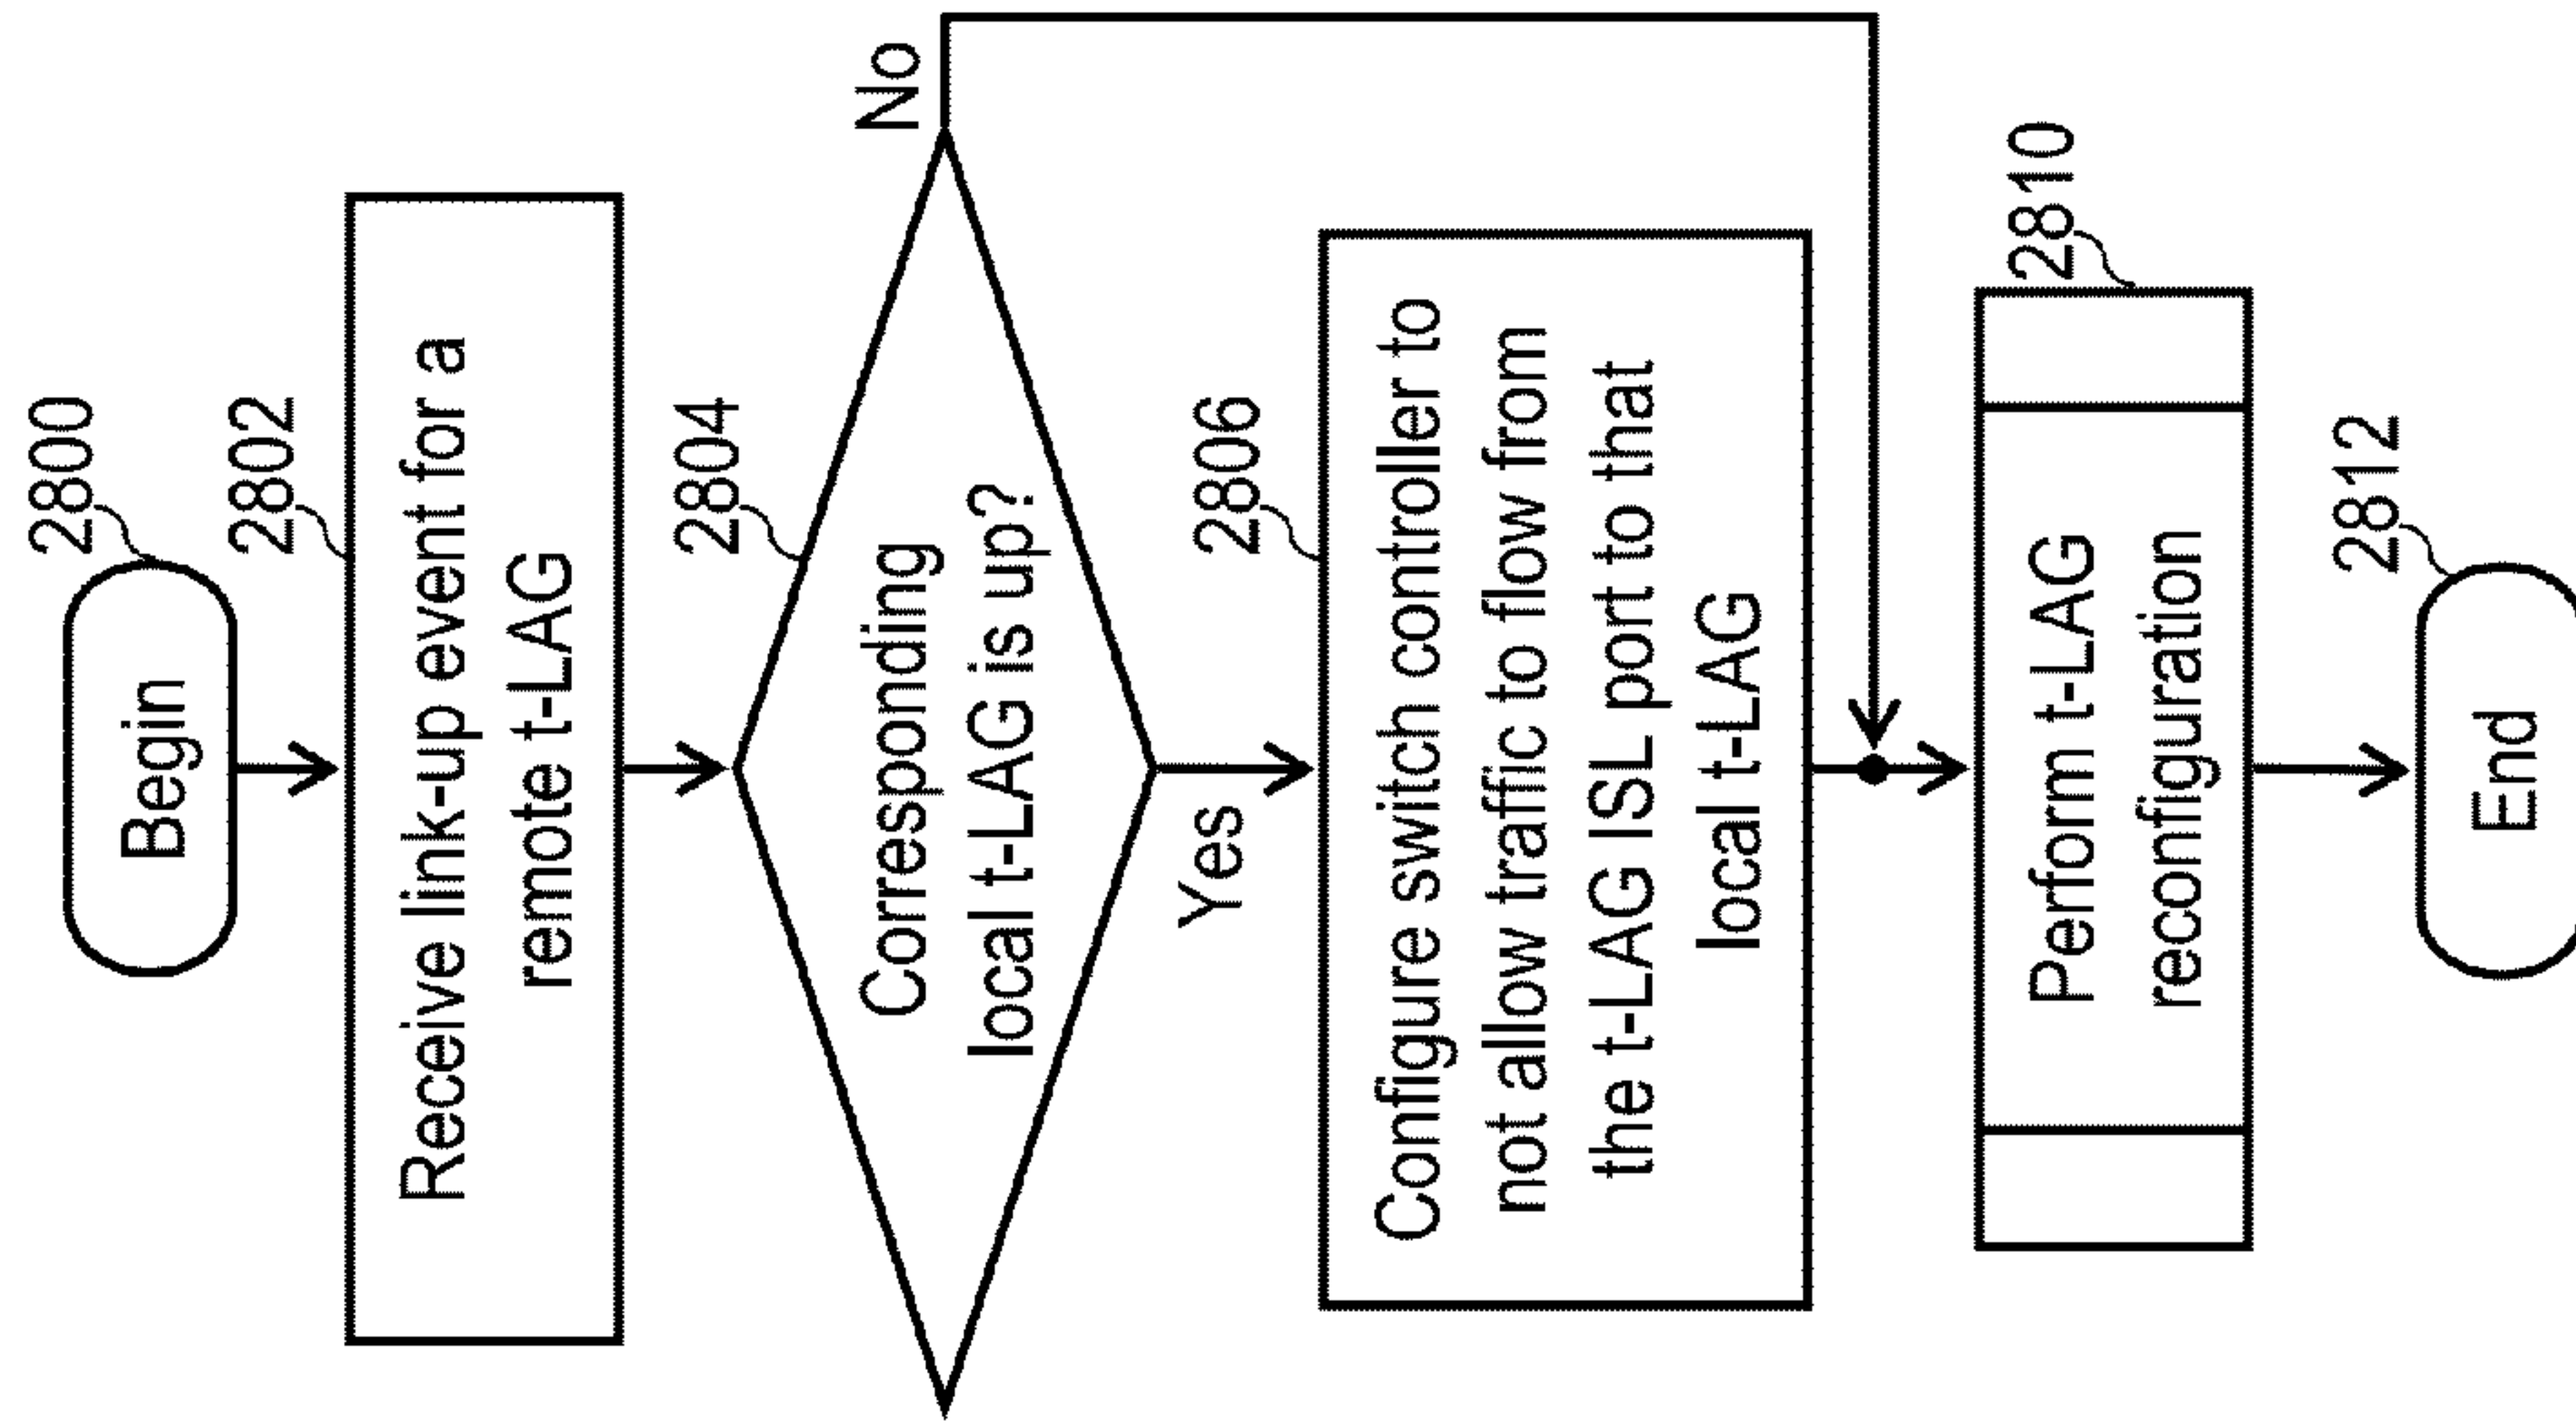 2800
Begin
2802
Receive link-up event for a
remote t-LAG
2804
Corresponding
local t-LAG is up?
No
Yes
2806
Configure switch controller to
not allow traffic to flow from
the t-LAG ISL port to that
local t-LAG
2810
Perform t-LAG
reconfiguration
2812
End